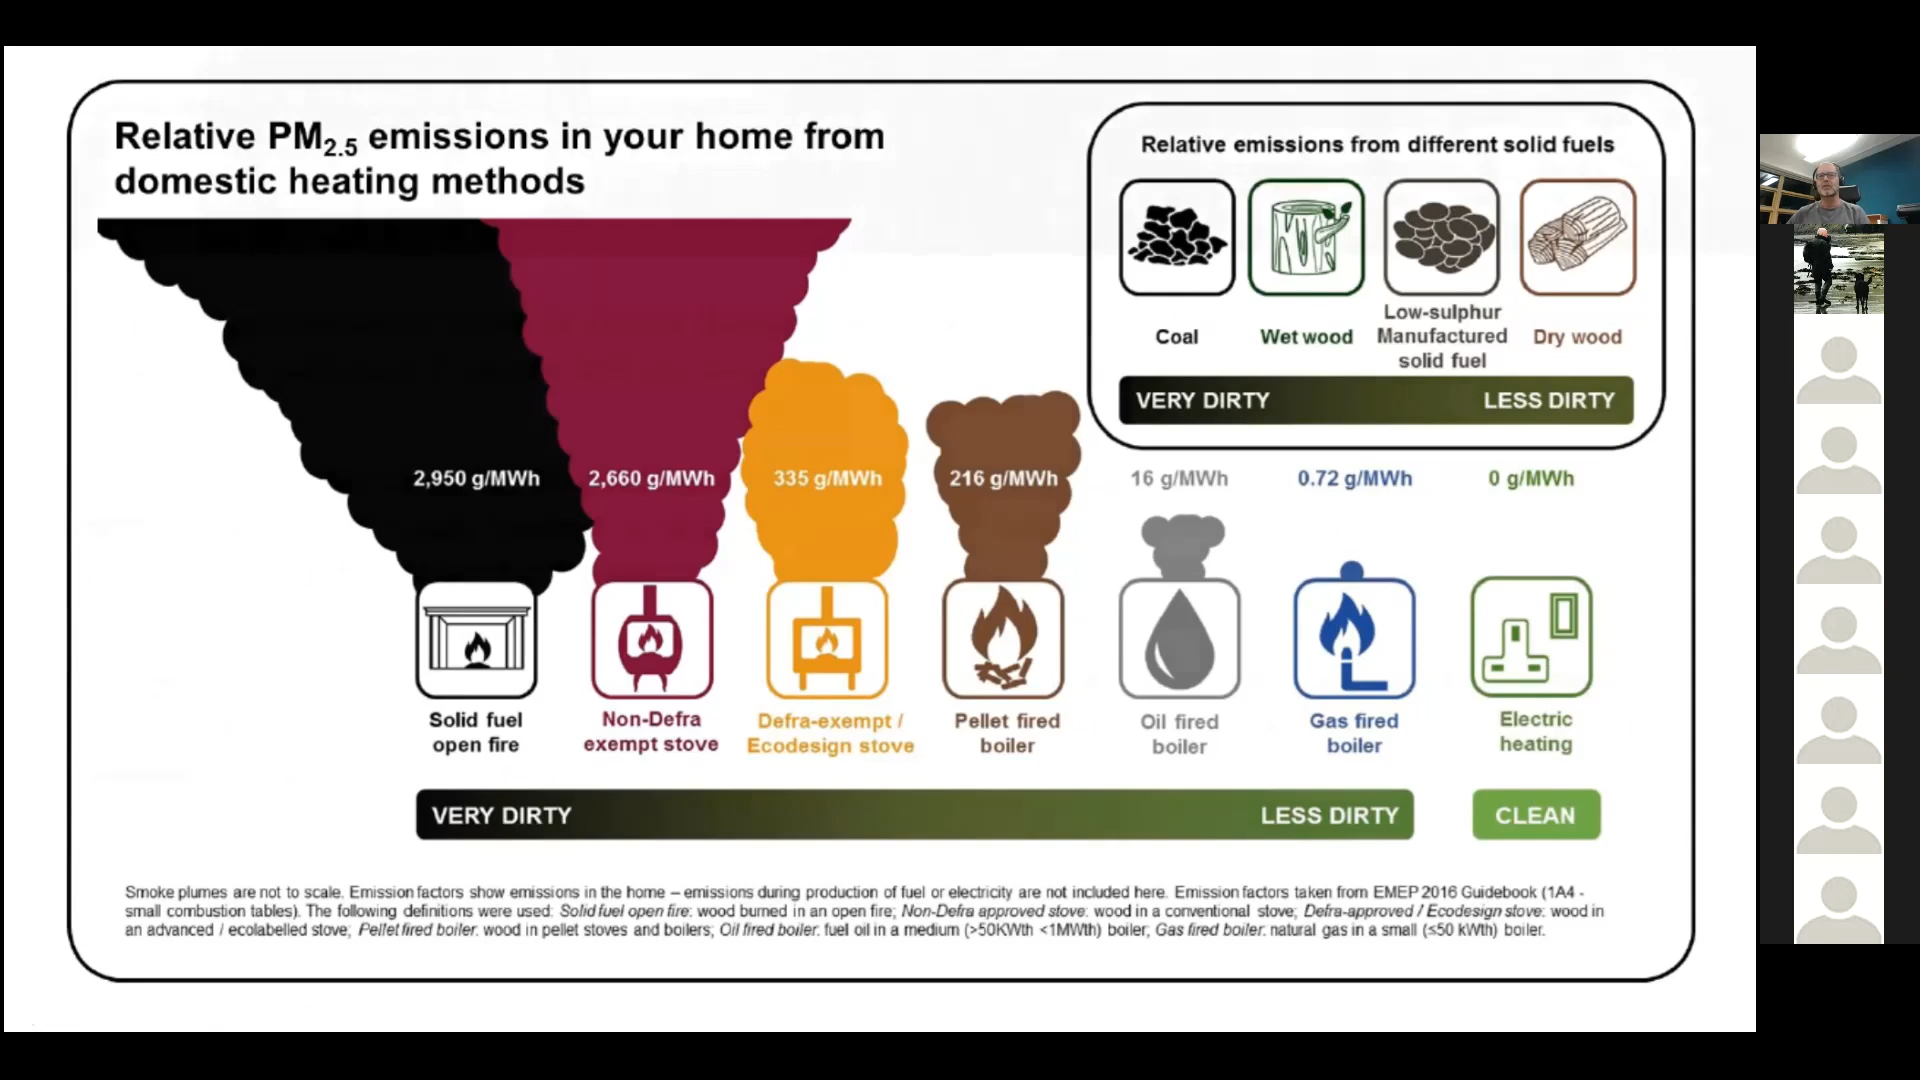 Relative PM2.5 emissions in your home from
domestic heating methods
Relative emissions from different solid fuels
Coal
Wet wood
Low-sulphur
Manufactured
solid fuel
Dry wood
VERY DIRTY
LESS DIRTY
2,950 g/MWh
2,660 g/MWh
335 g/MWh
216 g/MWh
16 g/MWh
0.72 g/MWh
0 g/MWh
Solid fuel
open fire
Non-Defra
exempt stove
Defra-exempt /
Ecodesign stove
Pellet fired
boiler
Oil fired
boiler
Gas fired
boiler
Electric
heating
VERY DIRTY
LESS DIRTY
CLEAN
Smoke plumes are not to scale. Emission factors show emissions in the home – emissions during production of fuel or electricity are not included here. Emission factors taken from EMEP 2016 Guidebook (1A4 -
small combustion tables). The following definitions were used: Solid fuel open fire: wood burned in an open fire; Non-Defra approved stove: wood in a conventional stove; Defra-approved / Ecodesign stove: wood in
an advanced / ecolabelled stove; Pellet fired boiler: wood in pellet stoves and boilers; Oil fired boiler: fuel oil in a medium (>50KWth <1MWth) boiler; Gas fired boiler: natural gas in a small (≤50 kWth) boiler.